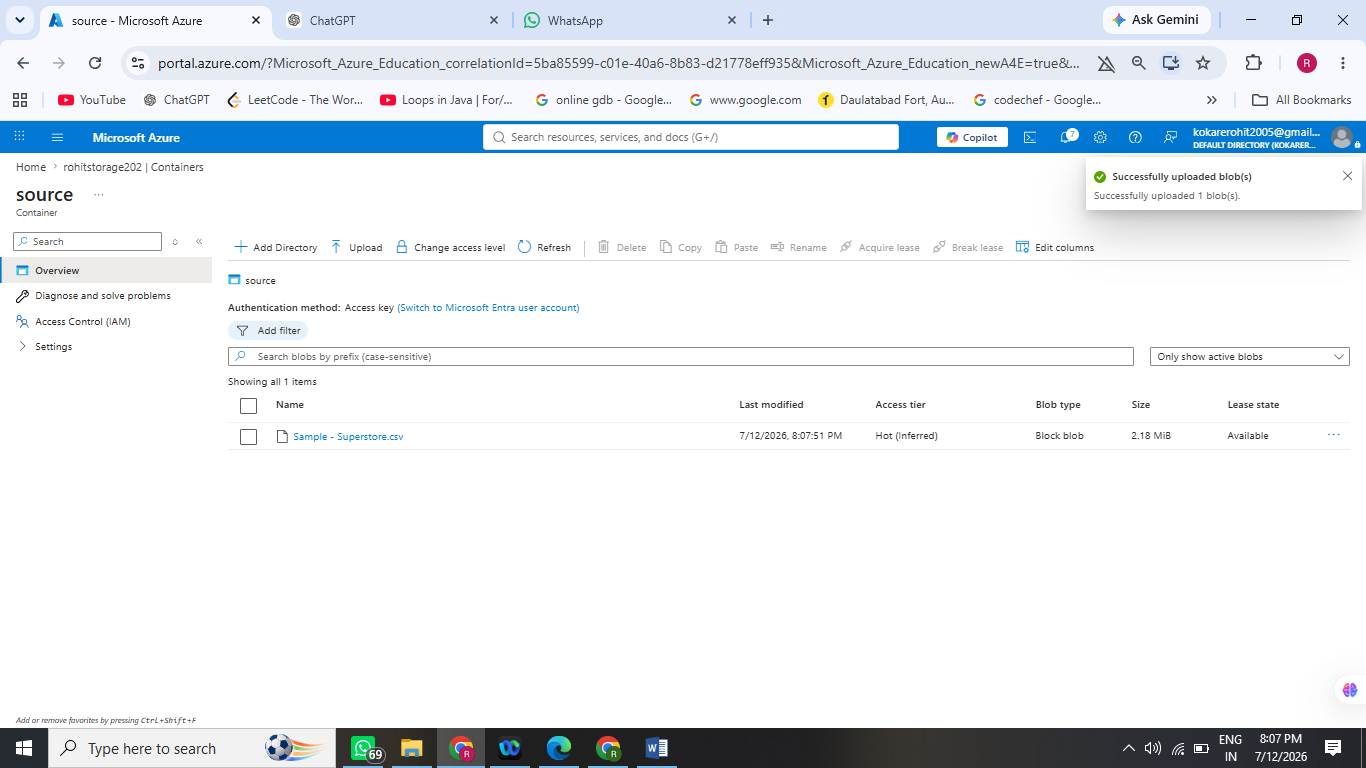 source - Microsoft Azure
ChatGPT
WhatsApp
Ask Gemini
portal.azure.com/?Microsoft_Azure_Education_correlationId=5ba85599-c01e-40a6-8b83-d21778eff935&Microsoft_Azure_Education_newA4E=true&...
R
YouTube
ChatGPT
LeetCode - The Wor...
Loops in Java | For/...
online gdb - Google...
www.google.com
Daulatabad Fort, Au...
codechef - Google...
All Bookmarks
Microsoft Azure
Search resources, services, and docs (G+/)
Copilot
7
kokarerohit2005@gmail...
DEFAULT DIRECTORY (KOKARER...
Home > rohitstorage202 | Containers
source ...
Container
Successfully uploaded blob(s)
Successfully uploaded 1 blob(s).
Search
Overview
Diagnose and solve problems
Access Control (IAM)
Settings
Add Directory
Upload
Change access level
Refresh
Delete
Copy
Paste
Rename
Acquire lease
Break lease
Edit columns
source
Authentication method: Access key (Switch to Microsoft Entra user account)
Add filter
Search blobs by prefix (case-sensitive)
Only show active blobs
Showing all 1 items
Name Last modified Access tier Blob type Size Lease state
Sample - Superstore.csv 7/12/2026, 8:07:51 PM Hot (Inferred) Block blob 2.18 MiB Available ...
Add or remove favorites by pressing Ctrl+Shift+F
Type here to search
69
R
ENG
IN
8:07 PM
7/12/2026